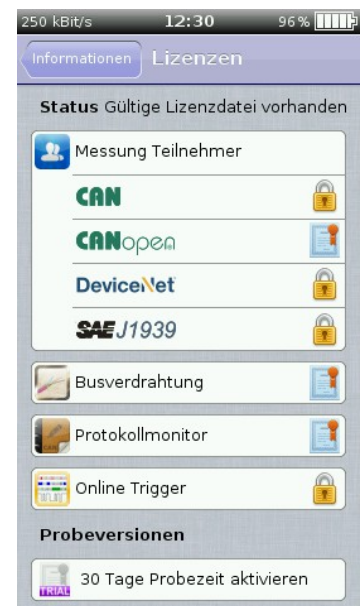 250 kBit/s 12:30 96%
Informationen Lizenzen
Status Gültige Lizenzdatei vorhanden
Messung Teilnehmer
CAN
CANopen
DeviceNet
SAE J1939
Busverdrahtung
CAN
Protokollmonitor
Online Trigger
Probeversionen
TRIAL 30 Tage Probezeit aktivieren